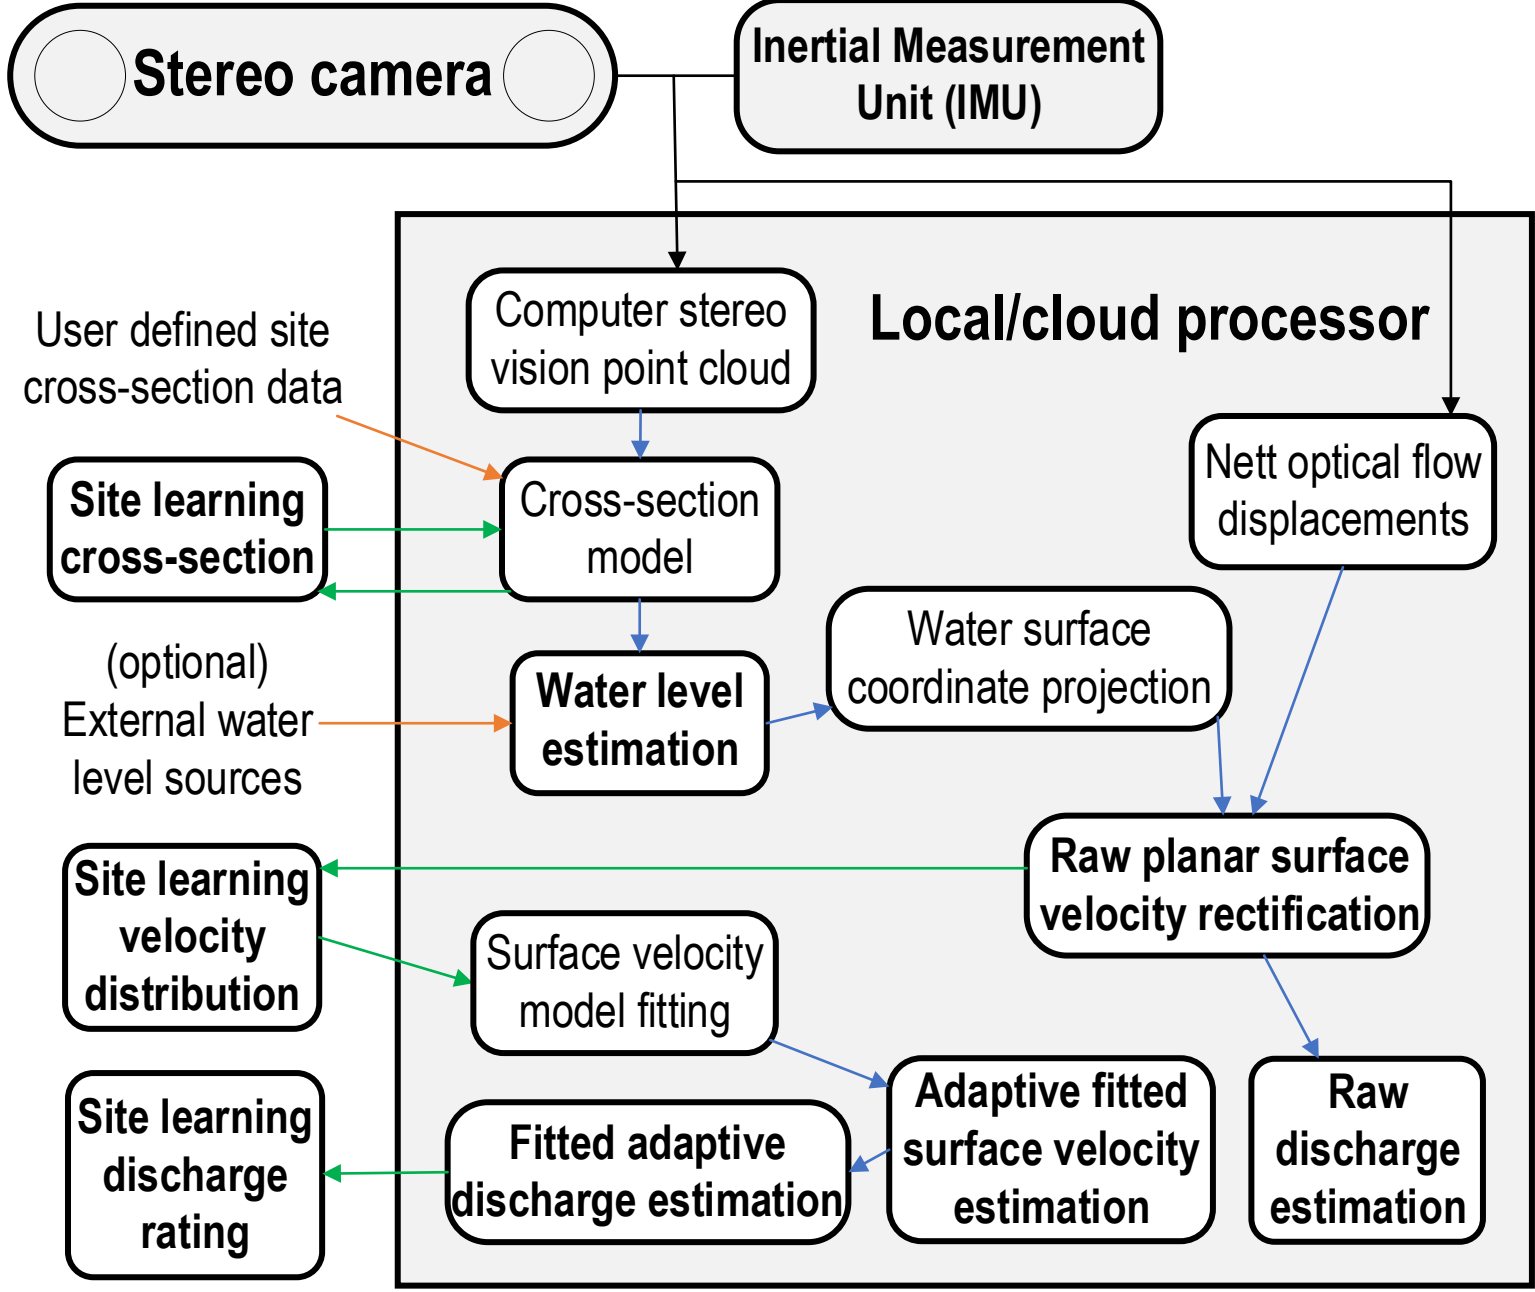 Stereo camera
Inertial Measurement
Unit (IMU)
Local/cloud processor
Computer stereo
vision point cloud
User defined site
cross-section data
Nett optical flow
displacements
Site learning
cross-section
Cross-section
model
Water surface
coordinate projection
(optional)
External water
level sources
Water level
estimation
Raw planar surface
velocity rectification
Site learning
velocity
distribution
Surface velocity
model fitting
Adaptive fitted
surface velocity
estimation
Raw
discharge
estimation
Fitted adaptive
discharge estimation
Site learning
discharge
rating